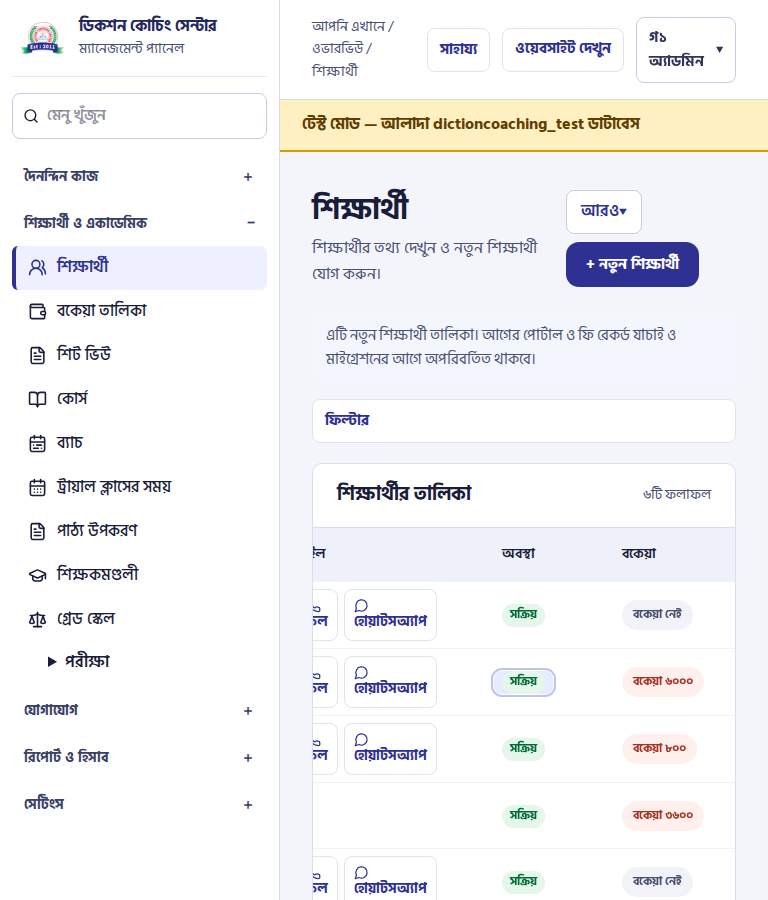 ডিকশন কোচিং সেন্টার
ম্যানেজমেন্ট প্যানেল
মেনু খুঁজুন
দৈনন্দিন কাজ +
শিক্ষার্থী ও একাডেমিক −
শিক্ষার্থী
বকেয়া তালিকা
শিট ভিউ
কোর্স
ব্যাচ
ট্রায়াল ক্লাসের সময়
পাঠ্য উপকরণ
শিক্ষকমণ্ডলী
গ্রেড স্কেল
▶ পরীক্ষা
যোগাযোগ +
রিপোর্ট ও হিসাব +
সেটিংস +
আপনি এখানে /
ওভারভিউ /
শিক্ষার্থী
সাহায্য
ওয়েবসাইট দেখুন
গ১
অ্যাডমিন ▼
টেস্ট মোড — আলাদা dictioncoaching_test ডাটাবেস
শিক্ষার্থী
শিক্ষার্থীর তথ্য দেখুন ও নতুন শিক্ষার্থী
যোগ করুন।
আরও▾
+ নতুন শিক্ষার্থী
এটি নতুন শিক্ষার্থী তালিকা। আগের পোর্টাল ও ফি রেকর্ড যাচাই ও
মাইগ্রেশনের আগে অপরিবর্তিত থাকবে।
ফিল্টার
শিক্ষার্থীর তালিকা ৬টি ফলাফল
অবস্থা বকেয়া
হোয়াটসঅ্যাপ সক্রিয় বকেয়া নেই
হোয়াটসঅ্যাপ সক্রিয় বকেয়া ৬০০০
হোয়াটসঅ্যাপ সক্রিয় বকেয়া ৮০০
সক্রিয় বকেয়া ৩৬০০
হোয়াটসঅ্যাপ সক্রিয় বকেয়া নেই